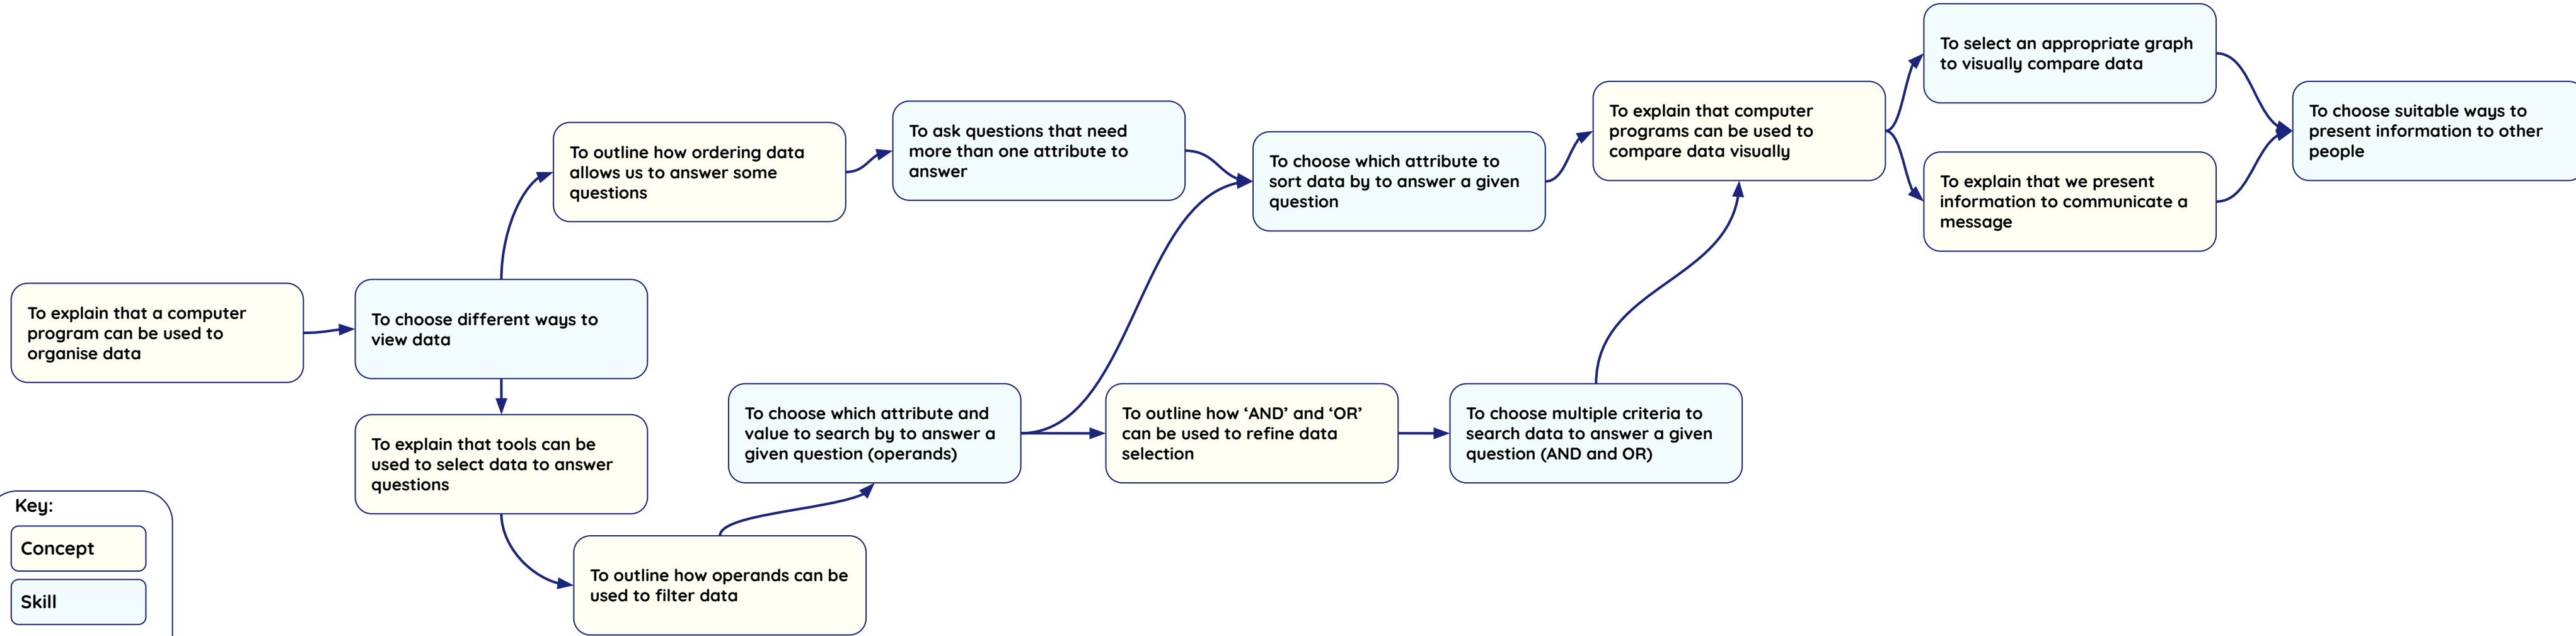 To explain that a computer
program can be used to
organise data
To choose different ways to
view data
To outline how ordering data
allows us to answer some
questions
To ask questions that need
more than one attribute to
answer
To explain that tools can be
used to select data to answer
questions
To outline how operands can be
used to filter data
To choose which attribute and
value to search by to answer a
given question (operands)
To outline how ‘AND’ and ‘OR’
can be used to refine data
selection
To choose multiple criteria to
search data to answer a given
question (AND and OR)
To choose which attribute to
sort data by to answer a given
question
To explain that computer
programs can be used to
compare data visually
To select an appropriate graph
to visually compare data
To explain that we present
information to communicate a
message
To choose suitable ways to
present information to other
people
Key:
Concept
Skill